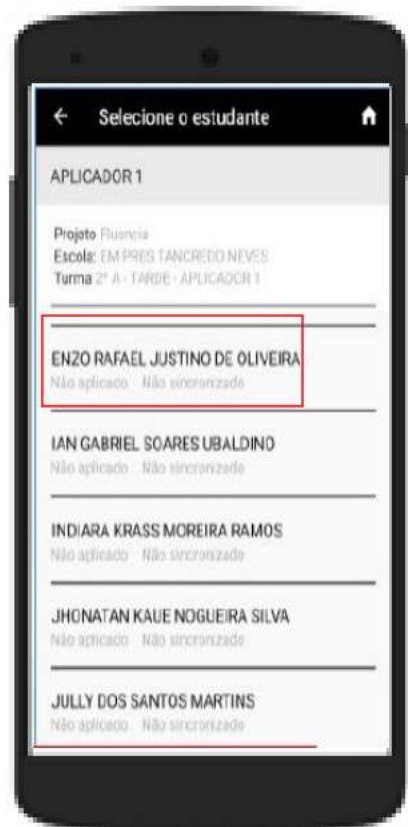 Selecione o estudante
APLICADOR 1
Projeto Fluencia
Escola: EM PRES TANCREDO NEVES
Turma 2º A - TARDE - APLICADOR 1
ENZO RAFAEL JUSTINO DE OLIVEIRA
Não aplicado Não sincronizado
IAN GABRIEL SOARES UBALDINO
Não aplicado Não sincronizado
INDIARA KRASS MOREIRA RAMOS
Não aplicado Não sincronizado
JHONATAN KAUE NOGUEIRA SILVA
Não aplicado Não sincronizado
JULLY DOS SANTOS MARTINS
Não aplicado Não sincronizado